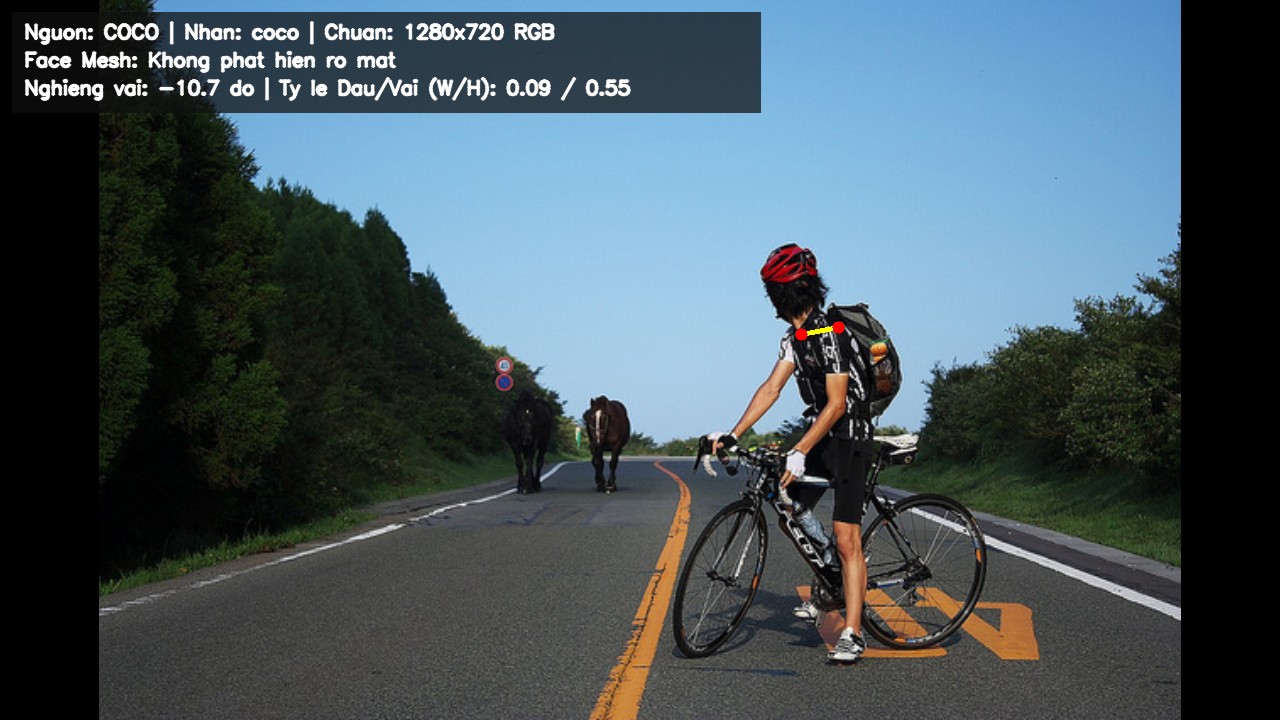 Nguon: COCO | Nhan: coco | Chuan: 1280x720 RGB
Face Mesh: Khong phat hien ro mat
Nghieng vai: -10.7 do | Ty le Dau/Vai (W/H): 0.09 / 0.55